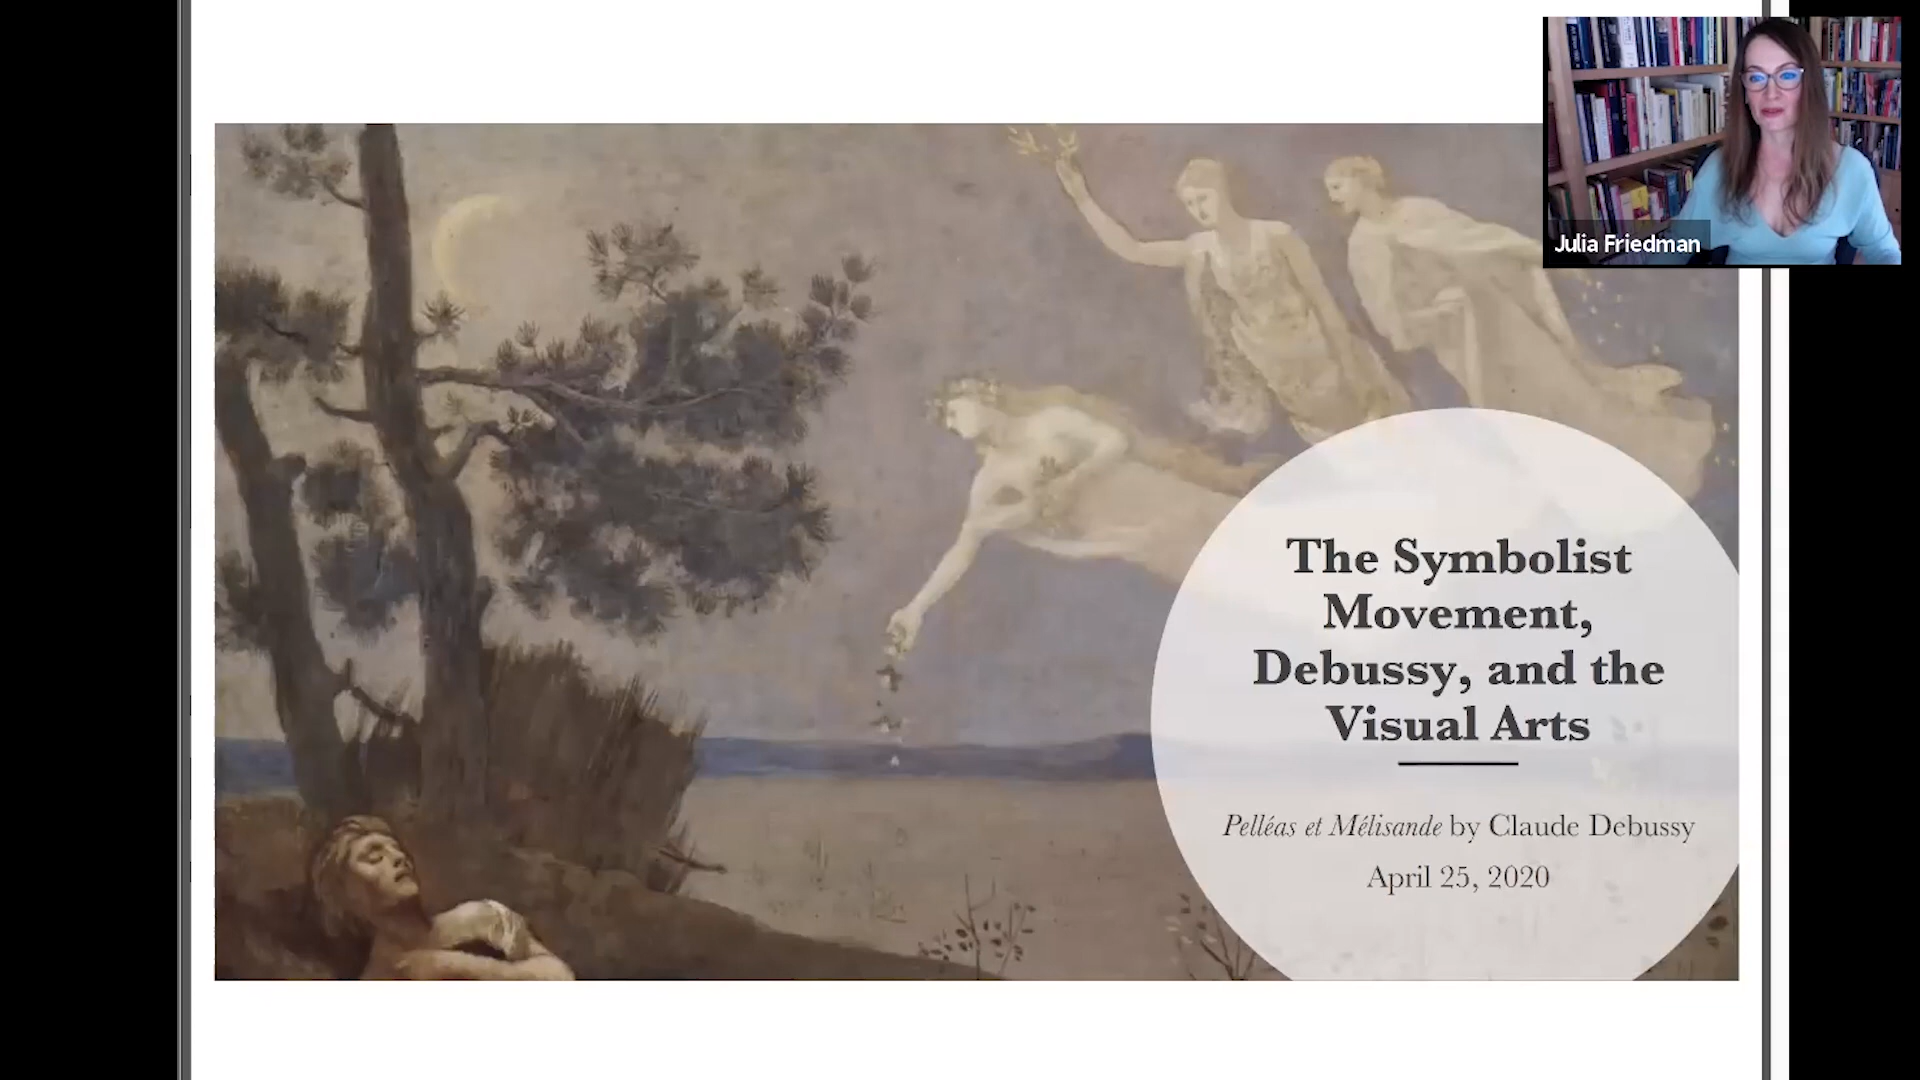 Julia Friedman
The Symbolist
Movement,
Debussy, and the
Visual Arts
Pelléas et Mélisande by Claude Debussy
April 25, 2020